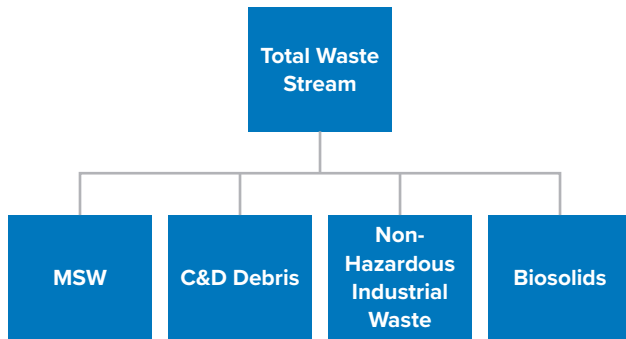 Total Waste
Stream
MSW
C&D Debris
Non-
Hazardous
Industrial
Waste
Biosolids